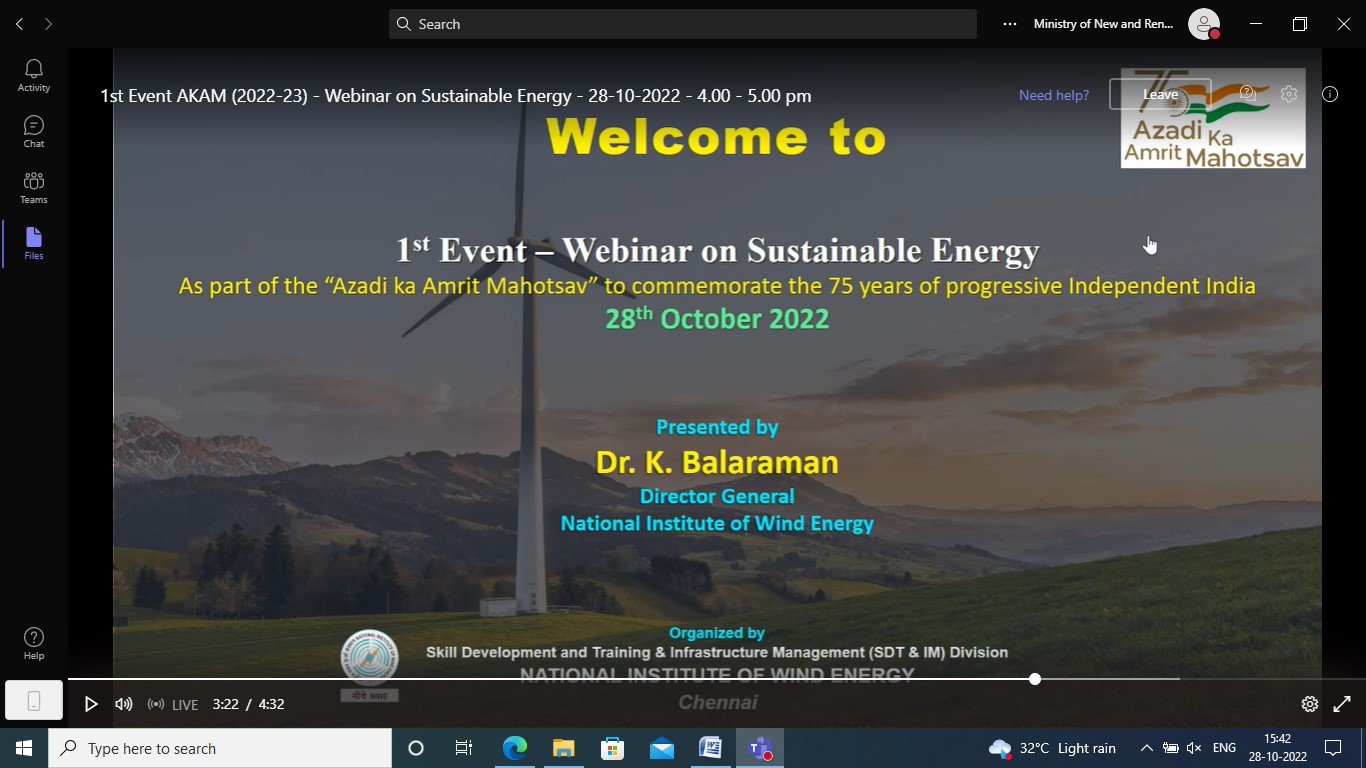 Search
Ministry of New and Ren...
Activity
Chat
Teams
Files
Help
1st Event AKAM (2022-23) - Webinar on Sustainable Energy - 28-10-2022 - 4.00 - 5.00 pm
Need help?
Leave
75
Azadi Ka
Amrit Mahotsav
Welcome to
1st Event – Webinar on Sustainable Energy
As part of the “Azadi ka Amrit Mahotsav” to commemorate the 75 years of progressive Independent India
28th October 2022
Presented by
Dr. K. Balaraman
Director General
National Institute of Wind Energy
Organized by
Skill Development and Training & Infrastructure Management (SDT & IM) Division
NATIONAL INSTITUTE OF WIND ENERGY
Chennai
नीवे NIWE
LIVE
3:22 / 4:32
Type here to search
32°C Light rain
ENG
15:42
28-10-2022